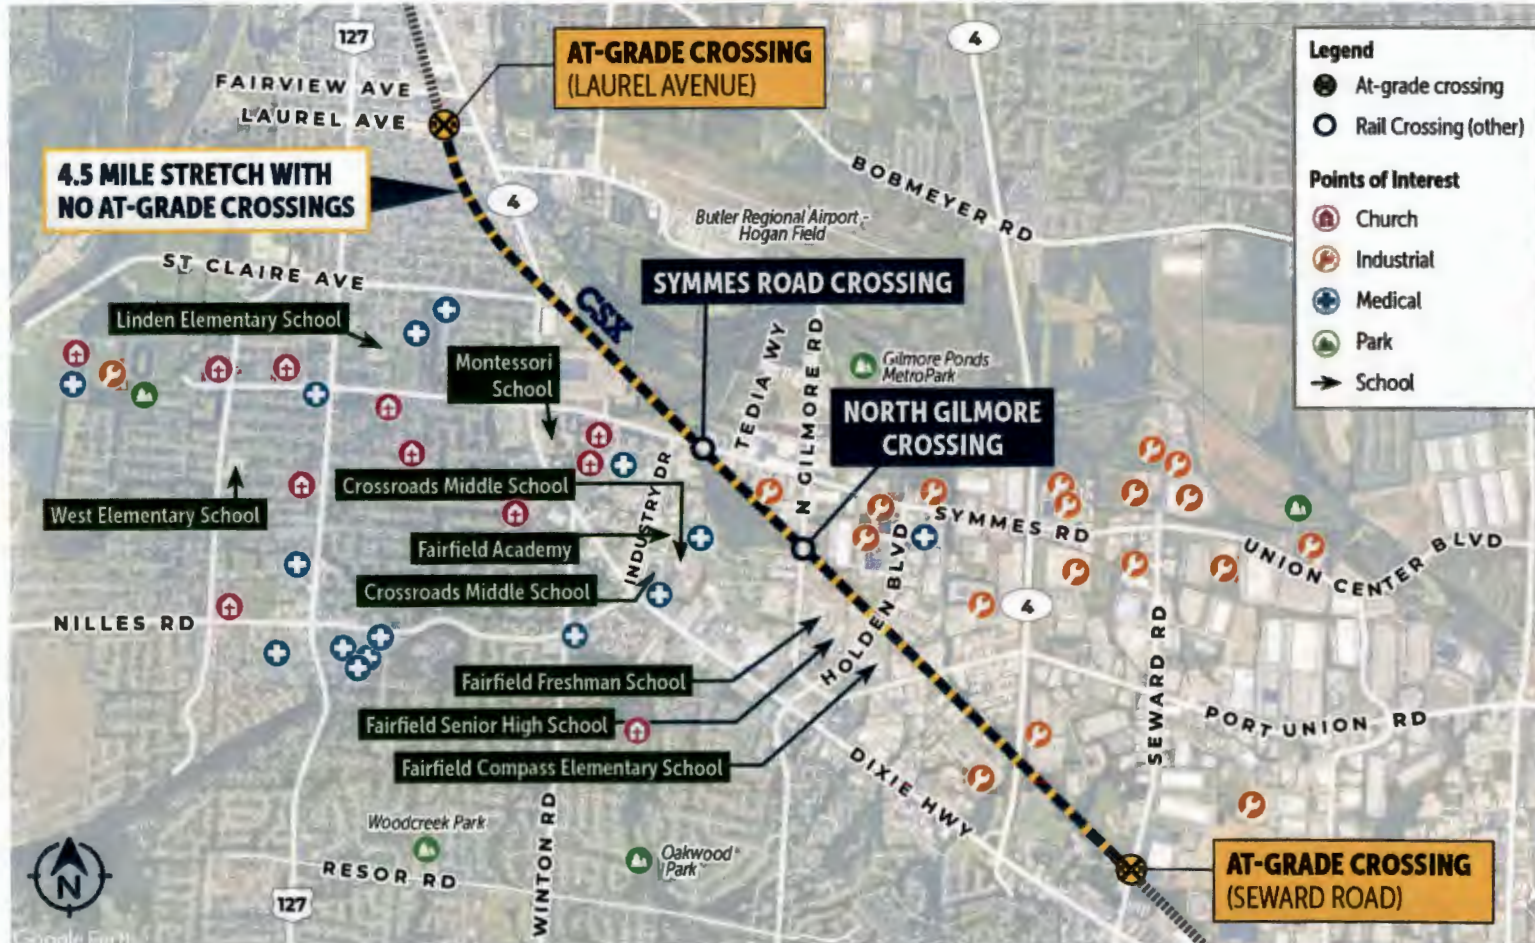 127
4
FAIRVIEW AVE
LAUREL AVE
AT-GRADE CROSSING
(LAUREL AVENUE)
4.5 MILE STRETCH WITH
NO AT-GRADE CROSSINGS
4
BOBMEYER RD
Butler Regional Airport -
Hogan Field
ST CLAIRE AVE
CSX
SYMMES ROAD CROSSING
Linden Elementary School
Montessori
School
TEDIA WY
N GILMORE RD
Gilmore Ponds
MetroPark
NORTH GILMORE
CROSSING
Crossroads Middle School
West Elementary School
INDUSTRY DR
Fairfield Academy
Crossroads Middle School
SYMMES RD
UNION CENTER BLVD
HOLDEN BLVD
4
NILLES RD
SEWARD RD
Fairfield Freshman School
Fairfield Senior High School
Fairfield Compass Elementary School
PORT UNION RD
DIXIE HWY
Woodcreek Park
Oakwood
Park
RESOR RD
WINTON RD
127
N
AT-GRADE CROSSING
(SEWARD ROAD)
Google Earth
Legend
At-grade crossing
Rail Crossing (other)
Points of Interest
Church
Industrial
Medical
Park
School